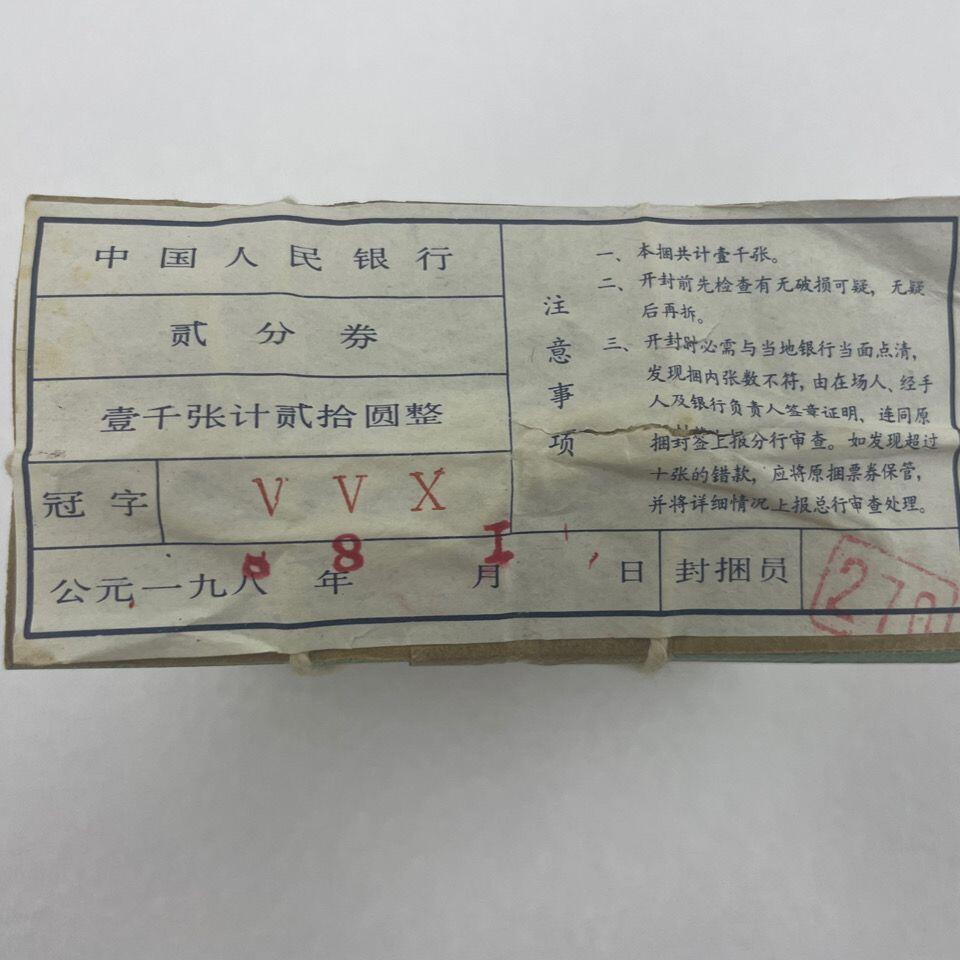 中国人民银行
贰分券
壹千张计贰拾圆整
冠字 V V X
公元一九八 年 8 月 I 日 封捆员 270
注意事项
一、本捆共计壹千张。
二、开封前先检查有无破损可疑，无疑
后再拆。
三、开封时必需与当地银行当面点清，
发现捆内张数不符，由在场人、经手
人及银行负责人签章证明、连同原
捆封签上报分行审查。如发现超过
十张的错款，应将原捆票券保管，
并将详细情况上报总行审查处理。